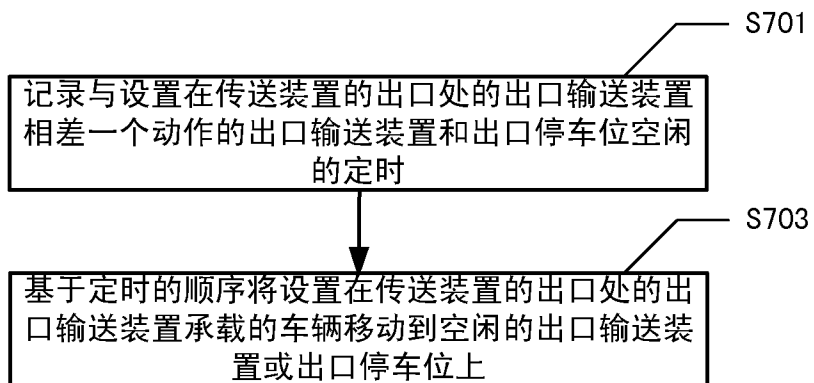 S701
记录与设置在传送装置的出口处的出口输送装置
相差一个动作的出口输送装置和出口停车位空闲
的定时
S703
基于定时的顺序将设置在传送装置的出口处的出
口输送装置承载的车辆移动到空闲的出口输送装
置或出口停车位上